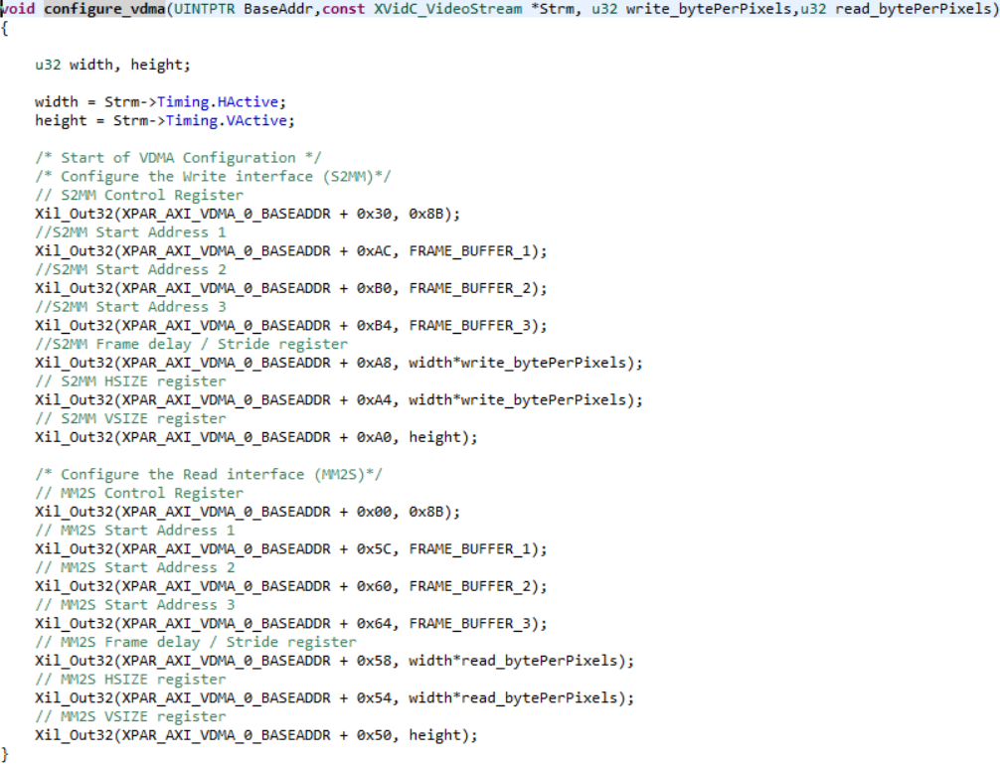 void configure_vdma(UINTPTR BaseAddr,const XVidC_VideoStream *Strm, u32 write_bytePerPixels,u32 read_bytePerPixels)
{
u32 width, height;
width = Strm->Timing.HActive;
height = Strm->Timing.VActive;
/* Start of VDMA Configuration */
/* Configure the Write interface (S2MM)*/
// S2MM Control Register
Xil_Out32(XPAR_AXI_VDMA_0_BASEADDR + 0x30, 0x8B);
//S2MM Start Address 1
Xil_Out32(XPAR_AXI_VDMA_0_BASEADDR + 0xAC, FRAME_BUFFER_1);
//S2MM Start Address 2
Xil_Out32(XPAR_AXI_VDMA_0_BASEADDR + 0xB0, FRAME_BUFFER_2);
//S2MM Start Address 3
Xil_Out32(XPAR_AXI_VDMA_0_BASEADDR + 0xB4, FRAME_BUFFER_3);
//S2MM Frame delay / Stride register
Xil_Out32(XPAR_AXI_VDMA_0_BASEADDR + 0xA8, width*write_bytePerPixels);
// S2MM HSIZE register
Xil_Out32(XPAR_AXI_VDMA_0_BASEADDR + 0xA4, width*write_bytePerPixels);
// S2MM VSIZE register
Xil_Out32(XPAR_AXI_VDMA_0_BASEADDR + 0xA0, height);
/* Configure the Read interface (MM2S)*/
// MM2S Control Register
Xil_Out32(XPAR_AXI_VDMA_0_BASEADDR + 0x00, 0x8B);
// MM2S Start Address 1
Xil_Out32(XPAR_AXI_VDMA_0_BASEADDR + 0x5C, FRAME_BUFFER_1);
// MM2S Start Address 2
Xil_Out32(XPAR_AXI_VDMA_0_BASEADDR + 0x60, FRAME_BUFFER_2);
// MM2S Start Address 3
Xil_Out32(XPAR_AXI_VDMA_0_BASEADDR + 0x64, FRAME_BUFFER_3);
// MM2S Frame delay / Stride register
Xil_Out32(XPAR_AXI_VDMA_0_BASEADDR + 0x58, width*read_bytePerPixels);
// MM2S HSIZE register
Xil_Out32(XPAR_AXI_VDMA_0_BASEADDR + 0x54, width*read_bytePerPixels);
// MM2S VSIZE register
Xil_Out32(XPAR_AXI_VDMA_0_BASEADDR + 0x50, height);
}